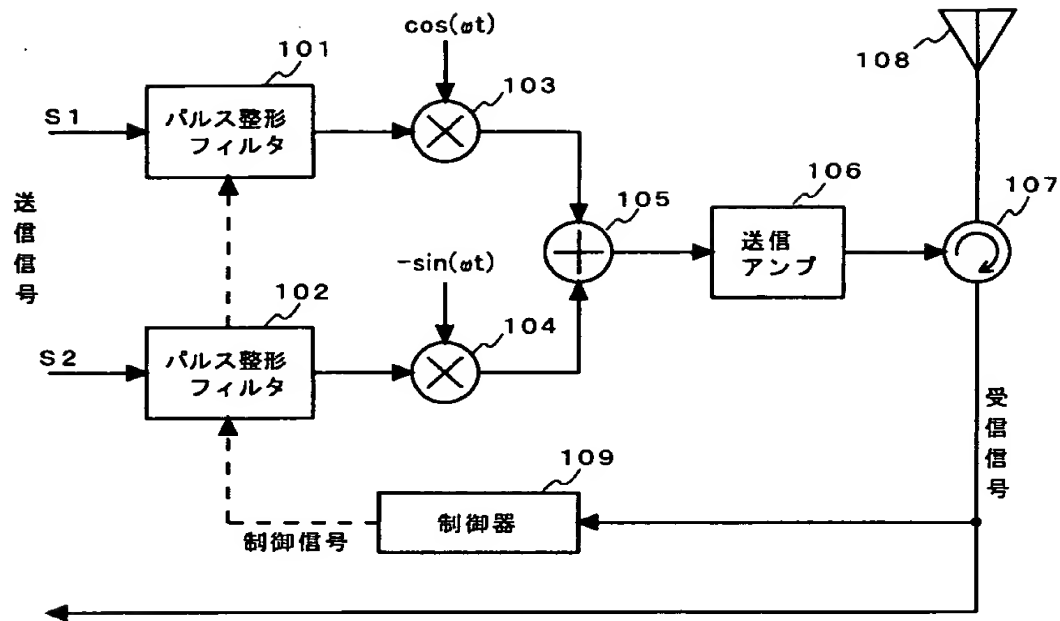 cos(ωt)
101
103
108
S1
パルス整形
フィルタ
送信信号
105
106
107
送信
アンプ
-sin(ωt)
102
104
S2
パルス整形
フィルタ
受信信号
109
制御器
制御信号